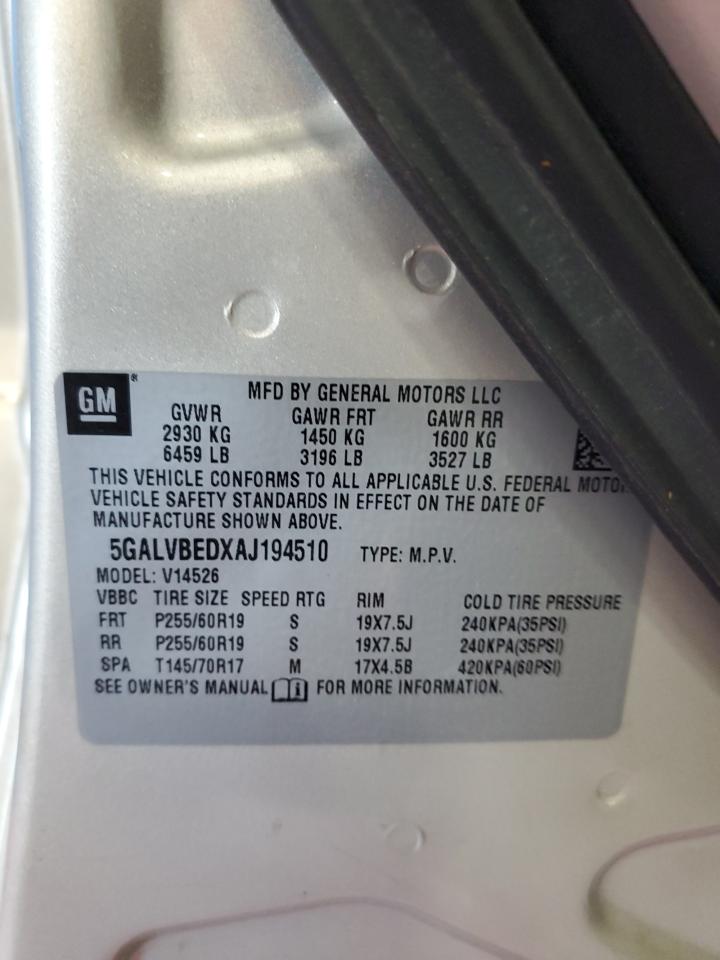 GM ®
MFD BY GENERAL MOTORS LLC
GVWR GAWR FRT GAWR RR
2930 KG 1450 KG 1600 KG
6459 LB 3196 LB 3527 LB
THIS VEHICLE CONFORMS TO ALL APPLICABLE U.S. FEDERAL
VEHICLE SAFETY STANDARDS IN EFFECT ON THE DATE OF
MANUFACTURE SHOWN ABOVE.
5GALVBEDXAJ194510 TYPE: M.P.V.
MODEL: V14526
VBBC TIRE SIZE SPEED RTG RIM COLD TIRE PRESSURE
FRT P255/60R19 S 19X7.5J 240KPA(35PSI)
RR P255/60R19 S 19X7.5J 240KPA(35PSI)
SPA T145/70R17 M 17X4.5B 420KPA(60PSI)
SEE OWNER'S MANUAL FOR MORE INFORMATION.